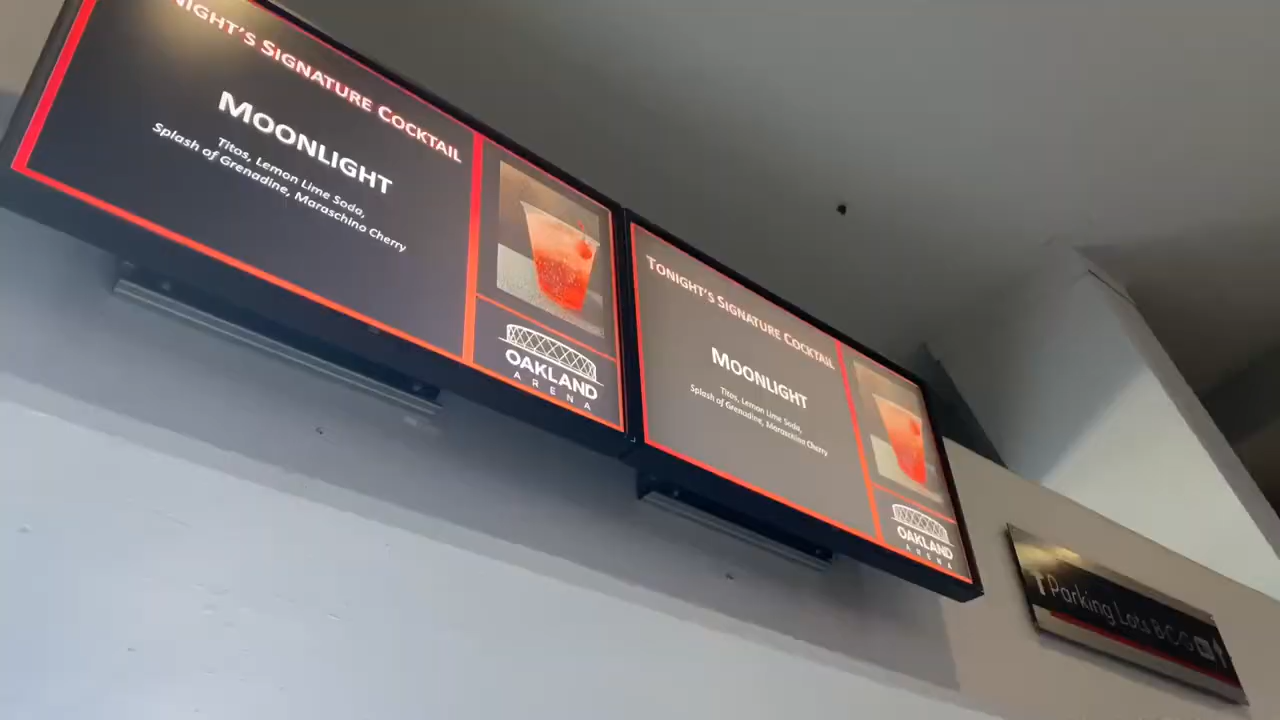 TONIGHT'S SIGNATURE COCKTAIL
MOONLIGHT
Titos, Lemon Lime Soda,
Splash of Grenadine, Maraschino Cherry
OAKLAND
ARENA
TONIGHT'S SIGNATURE COCKTAIL
MOONLIGHT
Titos, Lemon Lime Soda,
Splash of Grenadine, Maraschino Cherry
OAKLAND
ARENA
Parking Lots B C G